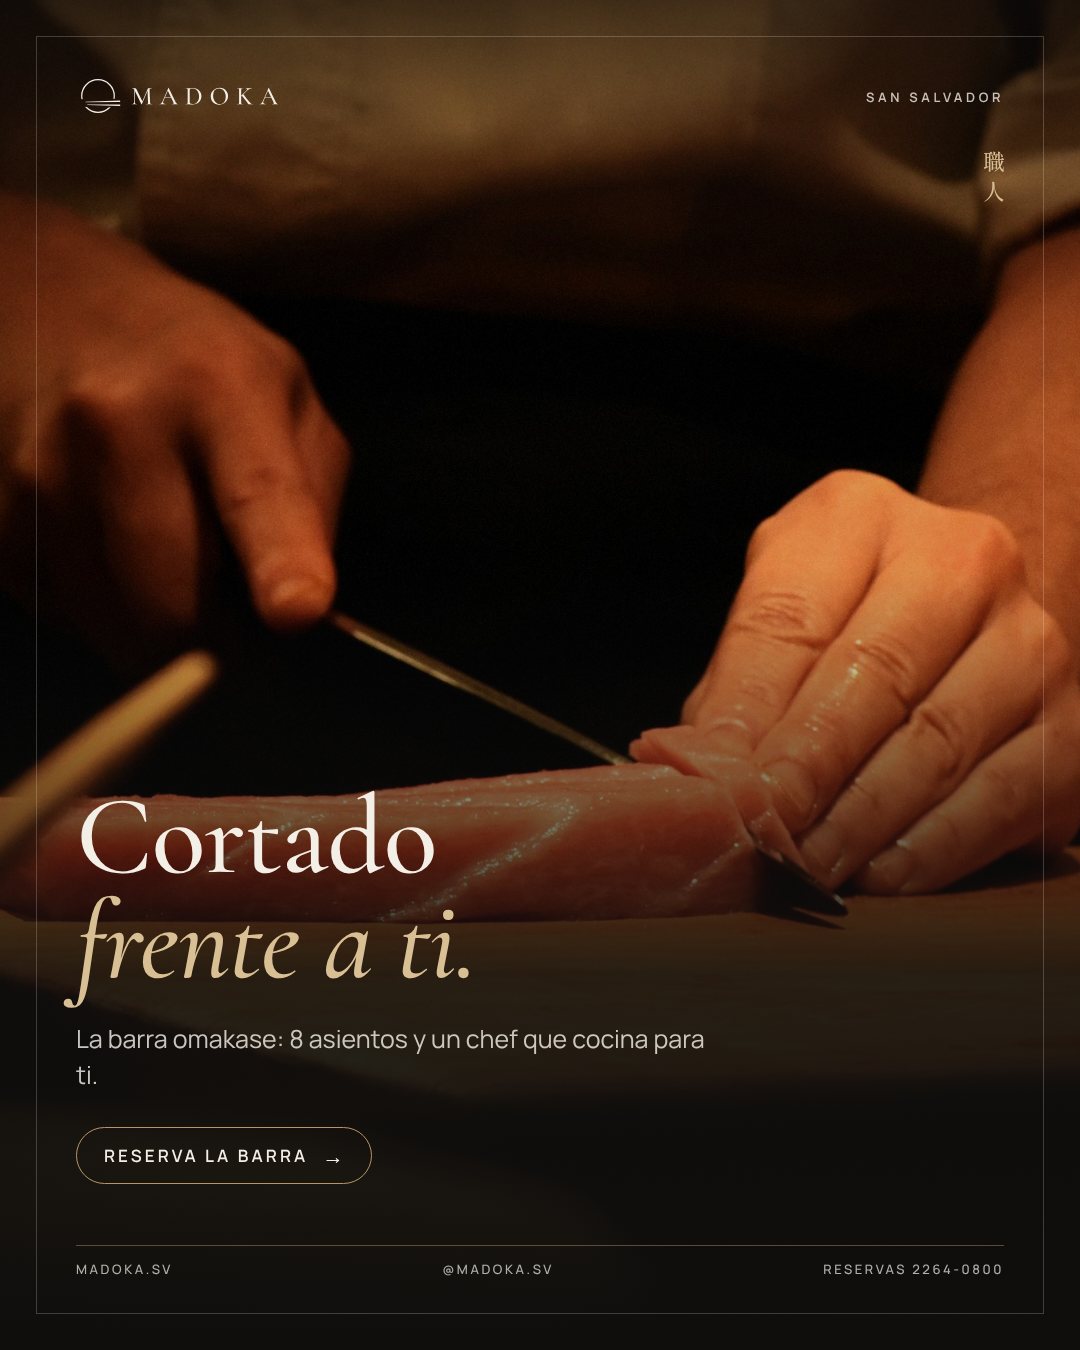 MADOKA
SAN SALVADOR
職人
Cortado
frente a ti.
La barra omakase: 8 asientos y un chef que cocina para
ti.
RESERVA LA BARRA →
MADOKA.SV
@MADOKA.SV
RESERVAS 2264-0800